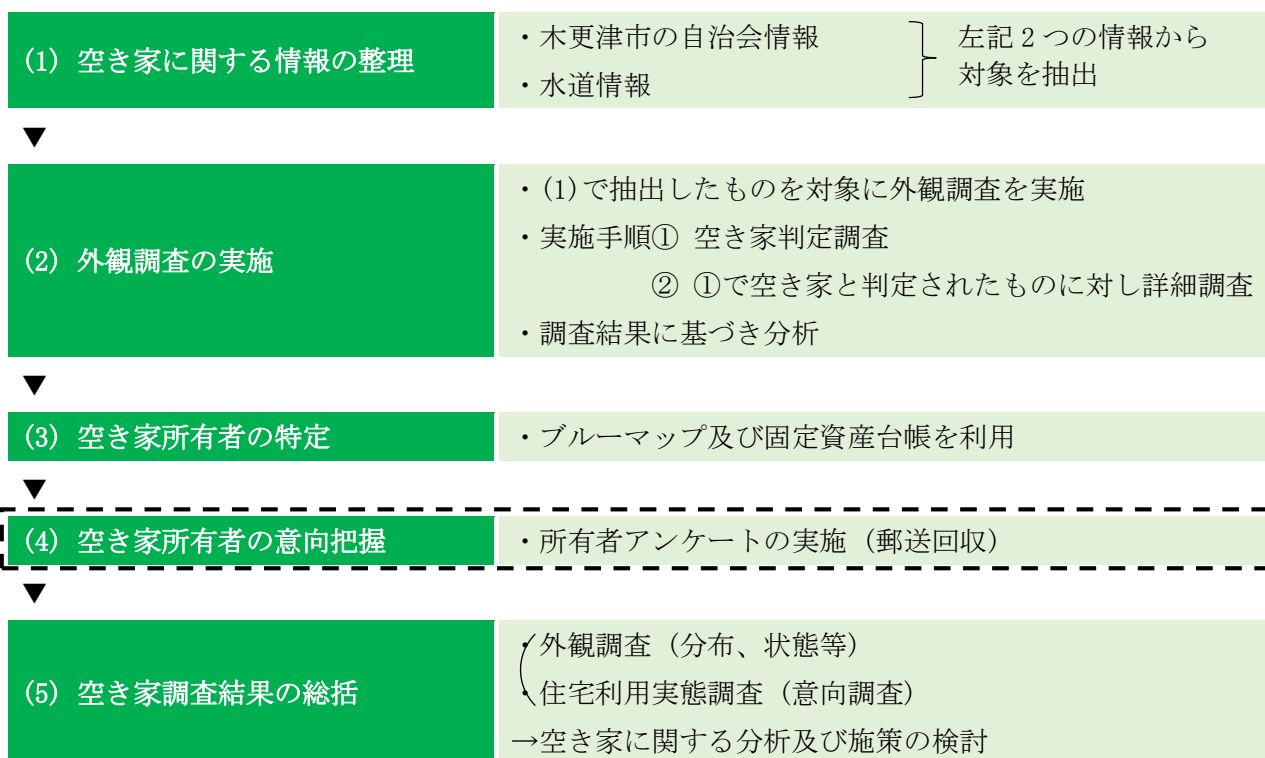 (1) 空き家に関する情報の整理
・木更津市の自治会情報
・水道情報
左記2つの情報から
対象を抽出
▼
(2) 外観調査の実施
・(1)で抽出したものを対象に外観調査を実施
・実施手順① 空き家判定調査
② ①で空き家と判定されたものに対し詳細調査
・調査結果に基づき分析
▼
(3) 空き家所有者の特定
・ブルーマップ及び固定資産台帳を利用
▼
(4) 空き家所有者の意向把握
・所有者アンケートの実施（郵送回収）
▼
(5) 空き家調査結果の総括
・外観調査（分布、状態等）
・住宅利用実態調査（意向調査）
→空き家に関する分析及び施策の検討